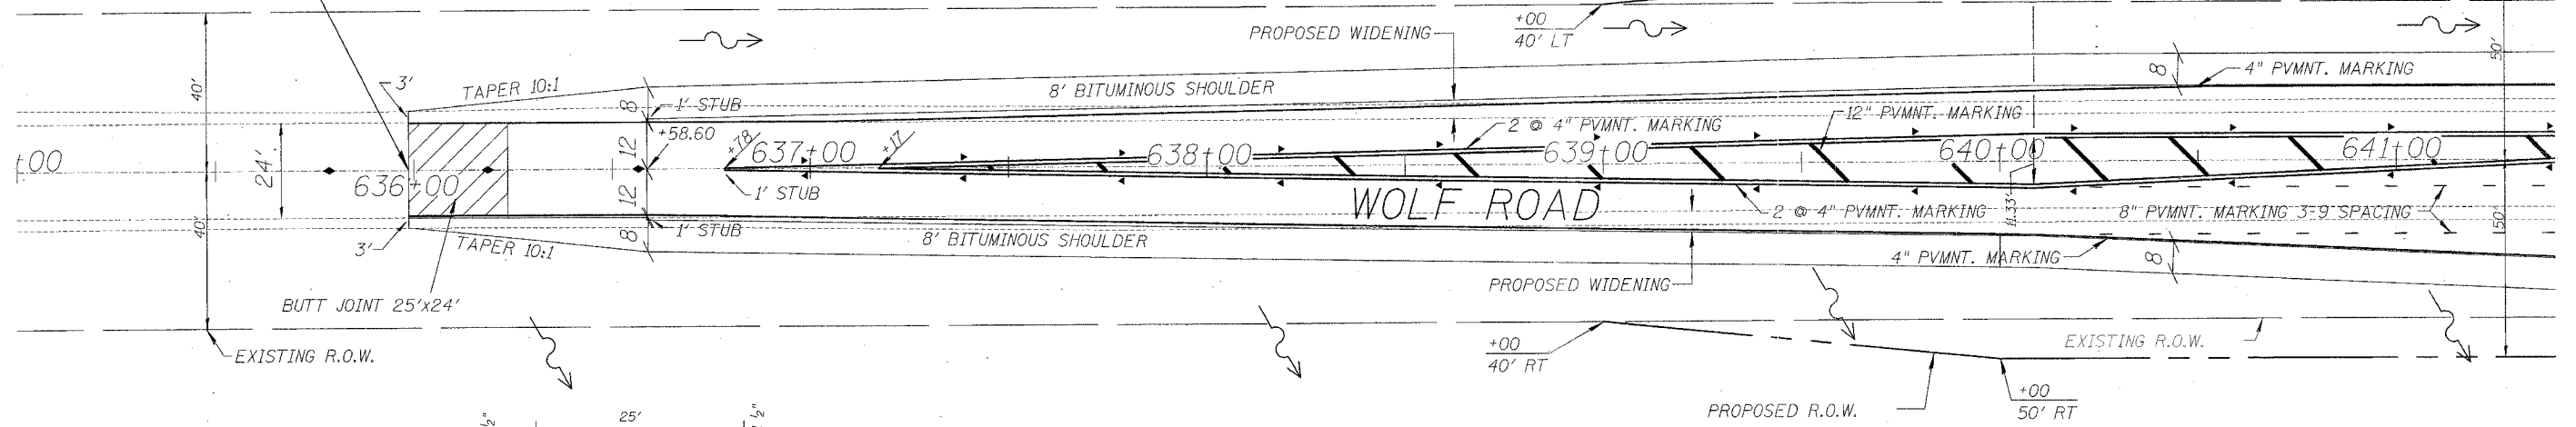 +00
40' LT
PROPOSED WIDENING
50'
40'
3'
TAPER 10:1
8
1' STUB
8' BITUMINOUS SHOULDER
8
4" PVMNT. MARKING
12" PVMNT. MARKING
2 @ 4" PVMNT. MARKING
+00
24'
636+00
12
+58.60
+78
637+00
+17
638+00
639+00
640+00
641+00
12
1' STUB
WOLF ROAD
2 @ 4" PVMNT. MARKING
11.33'
8" PVMNT. MARKING 3-9 SPACING
50'
40'
3'
TAPER 10:1
8
1' STUB
8' BITUMINOUS SHOULDER
4" PVMNT. MARKING
8
BUTT JOINT 25'x24'
PROPOSED WIDENING
EXISTING R.O.W.
+00
40' RT
EXISTING R.O.W.
PROPOSED R.O.W.
+00
50' RT
25'